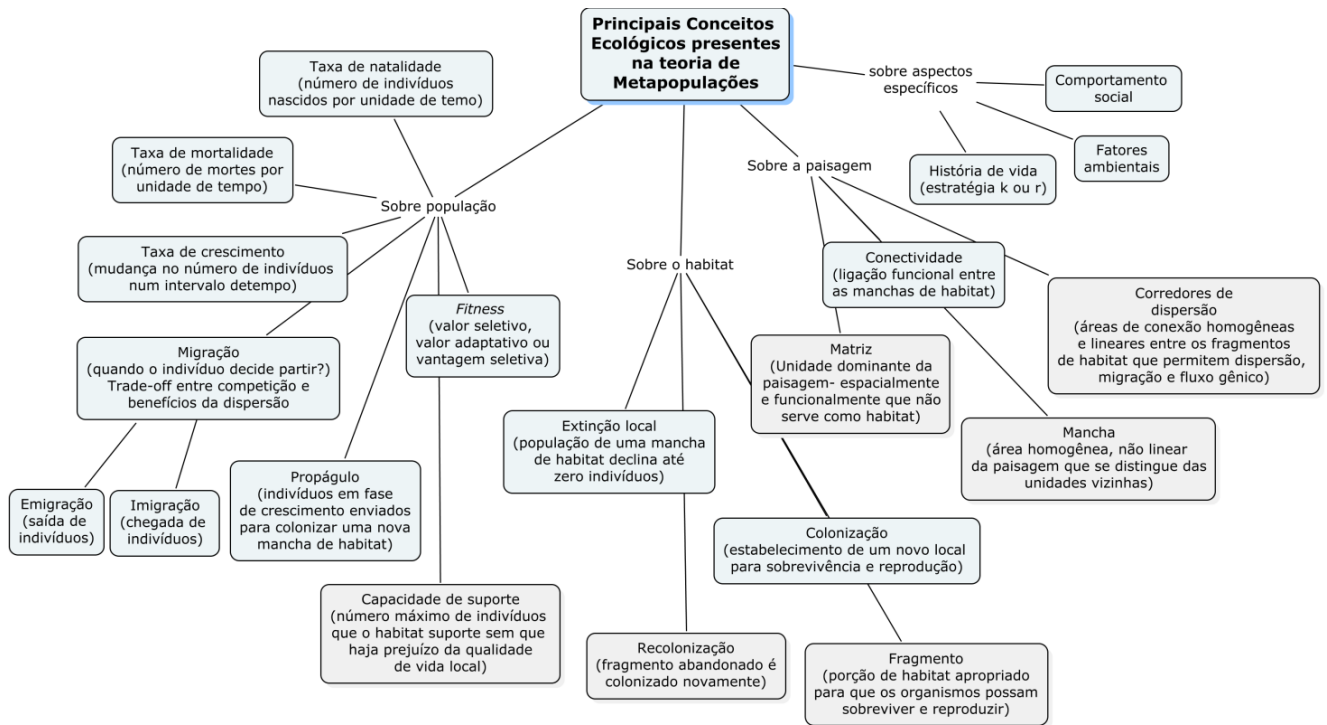 Principais Conceitos
Ecológicos presentes
na teoria de
Metapopulações
Taxa de natalidade
(número de indivíduos
nascidos por unidade de temo)
Taxa de mortalidade
(número de mortes por
unidade de tempo)
Sobre população
Taxa de crescimento
(mudança no número de indivíduos
num intervalo detempo)
Fitness
(valor seletivo,
valor adaptativo ou
vantagem seletiva)
Migração
(quando o indivíduo decide partir?)
Trade-off entre competição e
benefícios da dispersão
Emigração
(saída de
indivíduos)
Imigração
(chegada de
indivíduos)
Propágulo
(indivíduos em fase
de crescimento enviados
para colonizar uma nova
mancha de habitat)
Capacidade de suporte
(número máximo de indivíduos
que o habitat suporte sem que
haja prejuízo da qualidade
de vida local)
Sobre o habitat
Extinção local
(população de uma mancha
de habitat declina até
zero indivíduos)
Recolonização
(fragmento abandonado é
colonizado novamente)
Colonização
(estabelecimento de um novo local
para sobrevivência e reprodução)
Fragmento
(porção de habitat apropriado
para que os organismos possam
sobreviver e reproduzir)
Sobre a paisagem
Conectividade
(ligação funcional entre
as manchas de habitat)
Matriz
(Unidade dominante da
paisagem- espacialmente
e funcionalmente que não
serve como habitat)
Corredores de
dispersão
(áreas de conexão homogêneas
e lineares entre os fragmentos
de habitat que permitem dispersão,
migração e fluxo gênico)
Mancha
(área homogênea, não linear
da paisagem que se distingue das
unidades vizinhas)
sobre aspectos
específicos
Comportamento
social
Fatores
ambientais
História de vida
(estratégia k ou r)